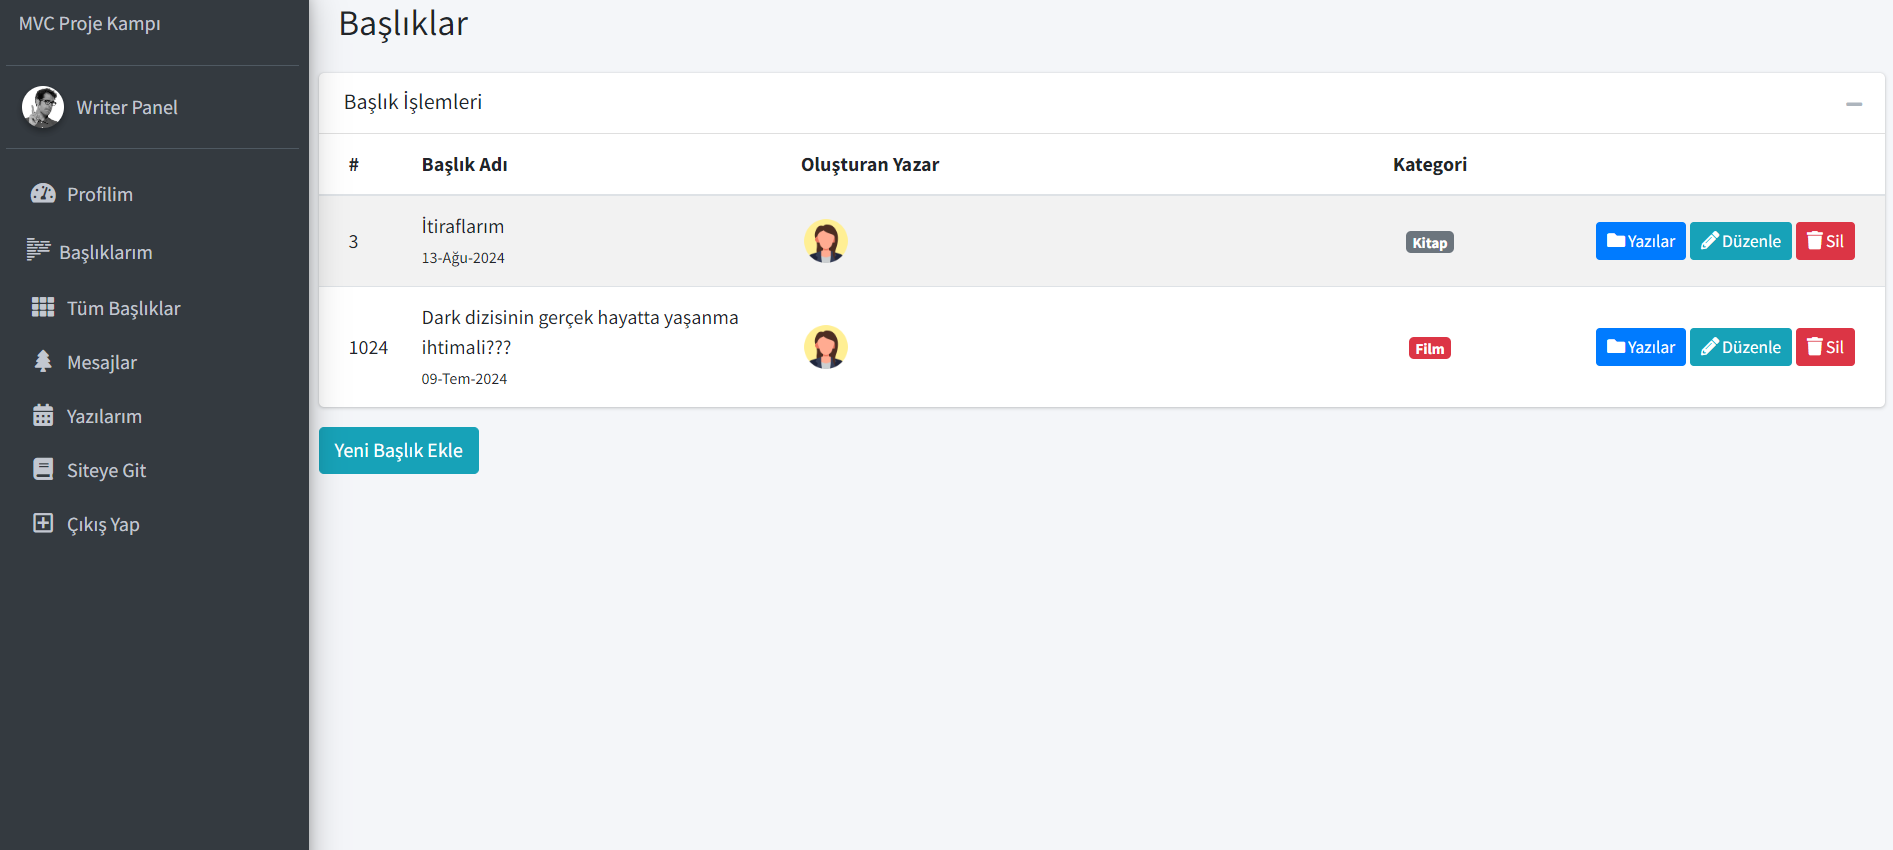 MVC Proje Kampı
Writer Panel
Profilim
Başlıklarım
Tüm Başlıklar
Mesajlar
Yazılarım
Siteye Git
Çıkış Yap
Başlıklar
Başlık İşlemleri
# Başlık Adı Oluşturan Yazar Kategori
3 İtiraflarım Kitap Yazılar Düzenle Sil
13-Ağu-2024
Dark dizisinin gerçek hayatta yaşanma
1024 ihtimali??? Film Yazılar Düzenle Sil
09-Tem-2024
Yeni Başlık Ekle